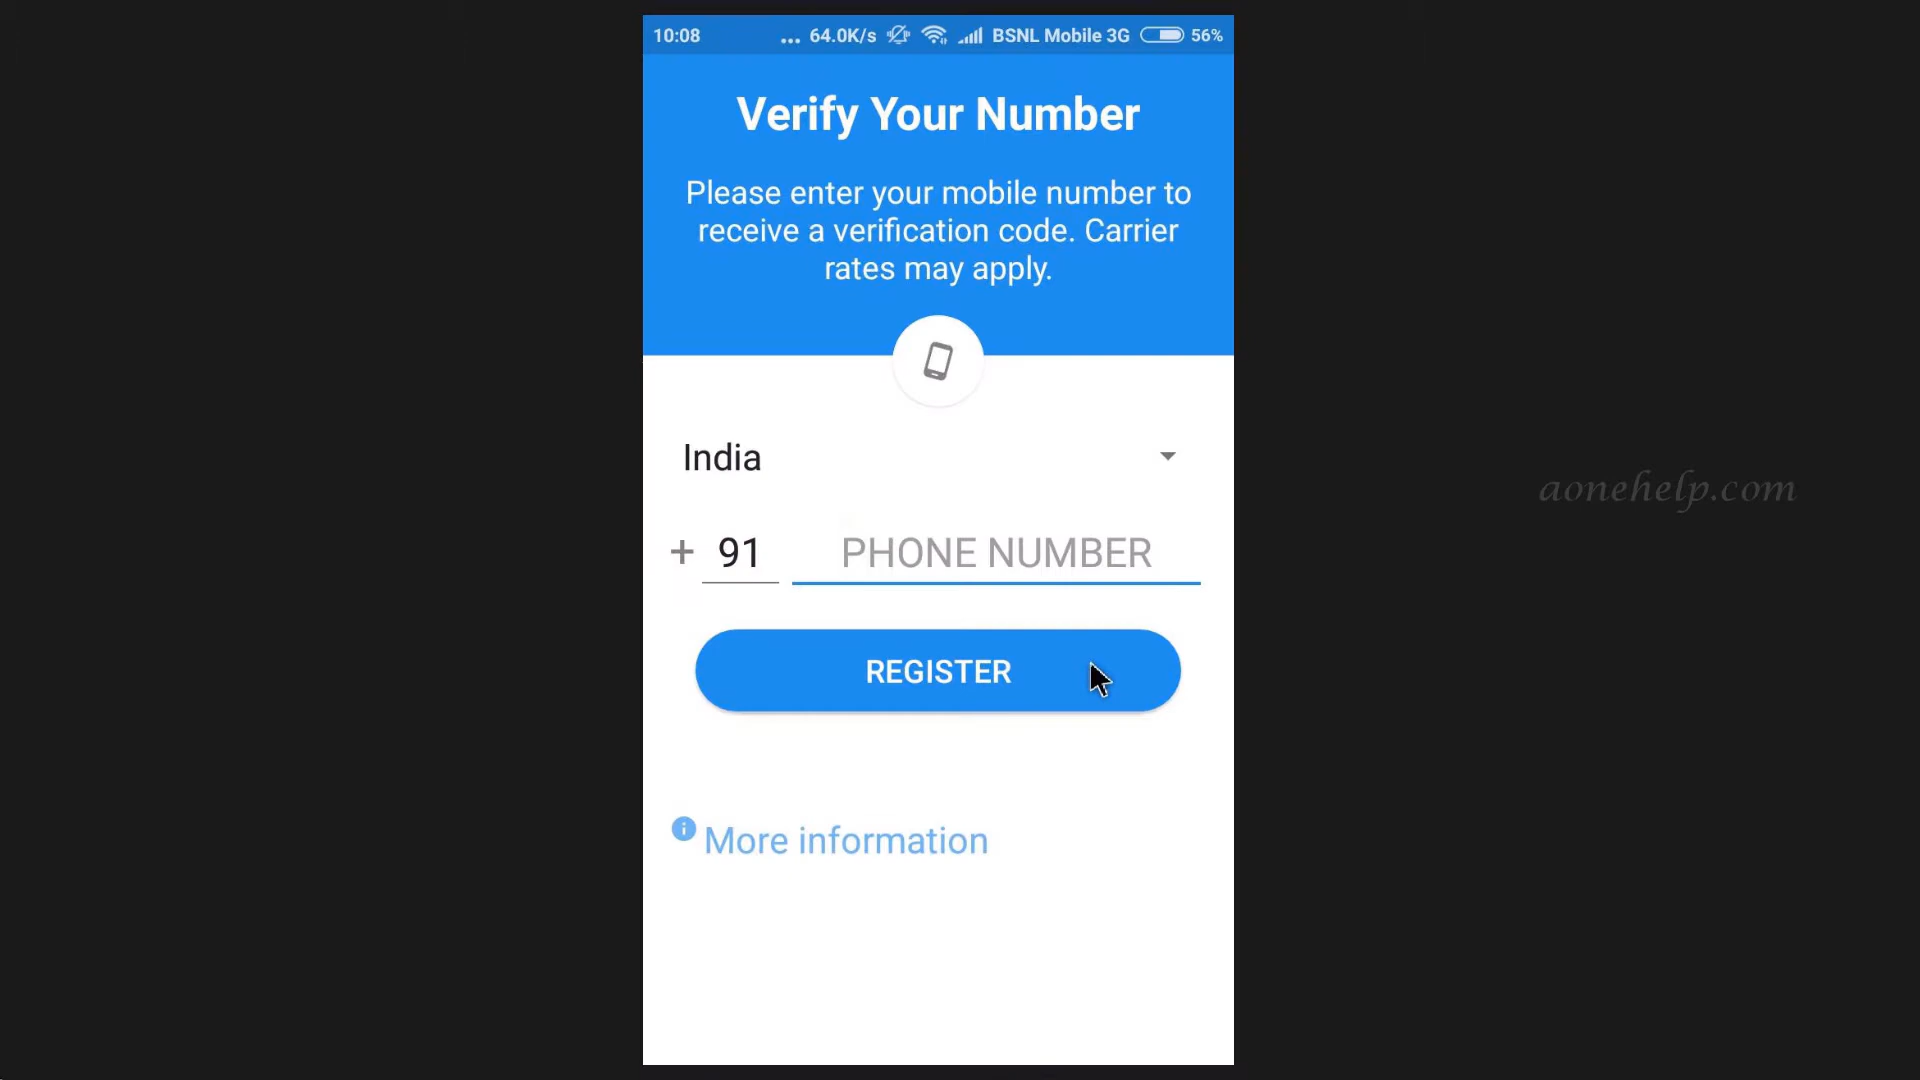 10:08 ... 64.0K/s BSNL Mobile 3G 56%
Verify Your Number
Please enter your mobile number to
receive a verification code. Carrier
rates may apply.
India
+ 91 PHONE NUMBER
REGISTER
More information
aonehelp.com